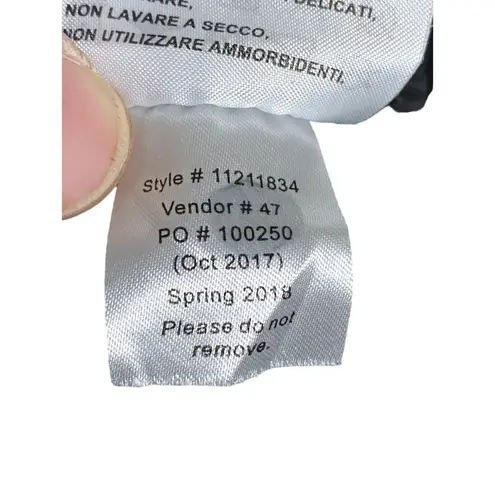 DELICATI,
NON LAVARE A SECCO,
NON UTILIZZARE AMMORBIDENTI.
Style # 11211834
Vendor # 47
PO # 100250
(Oct 2017)
Spring 2018
Please do not
remove.